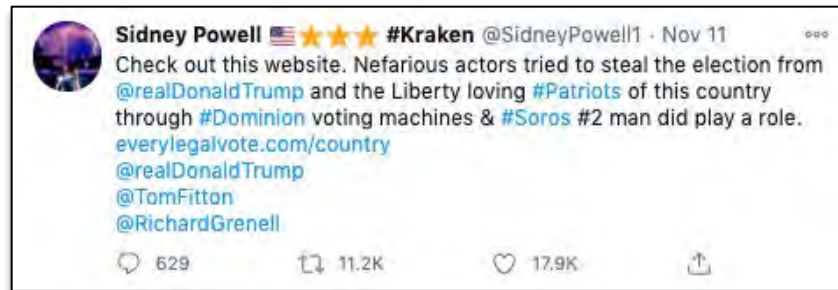 Sidney Powell 🇺🇸⭐⭐⭐ #Kraken @SidneyPowell1 · Nov 11
Check out this website. Nefarious actors tried to steal the election from
@realDonaldTrump and the Liberty loving #Patriots of this country
through #Dominion voting machines & #Soros #2 man did play a role.
everylegalvote.com/country
@realDonaldTrump
@TomFitton
@RichardGrenell
629 11.2K 17.9K